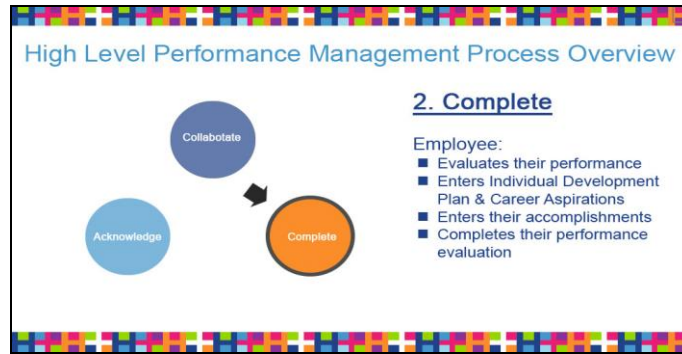 High Level Performance Management Process Overview
Collabotate
Acknowledge
Complete
2. Complete
Employee:
■ Evaluates their performance
■ Enters Individual Development
Plan & Career Aspirations
■ Enters their accomplishments
■ Completes their performance
evaluation